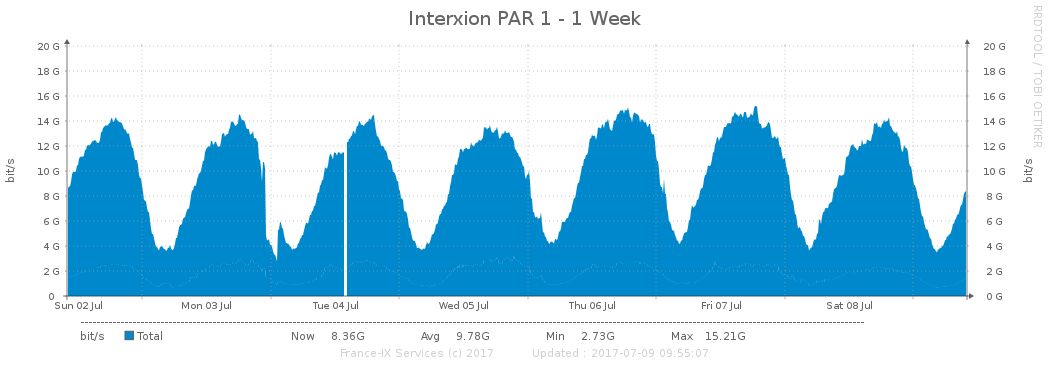 Interxion PAR 1 - 1 Week
RRDTOOL / TOBI OETIKER
20 G 20 G
18 G 18 G
16 G 16 G
14 G 14 G
12 G 12 G
10 G 10 G
8 G 8 G
6 G 6 G
4 G 4 G
2 G 2 G
0 0 G
bit/s bit/s
Sun 02 Jul Mon 03 Jul Tue 04 Jul Wed 05 Jul Thu 06 Jul Fri 07 Jul Sat 08 Jul
bit/s Total Now 8.36G Avg 9.78G Min 2.73G Max 15.21G
France-IX Services (c) 2017 Updated : 2017-07-09 09:55:07